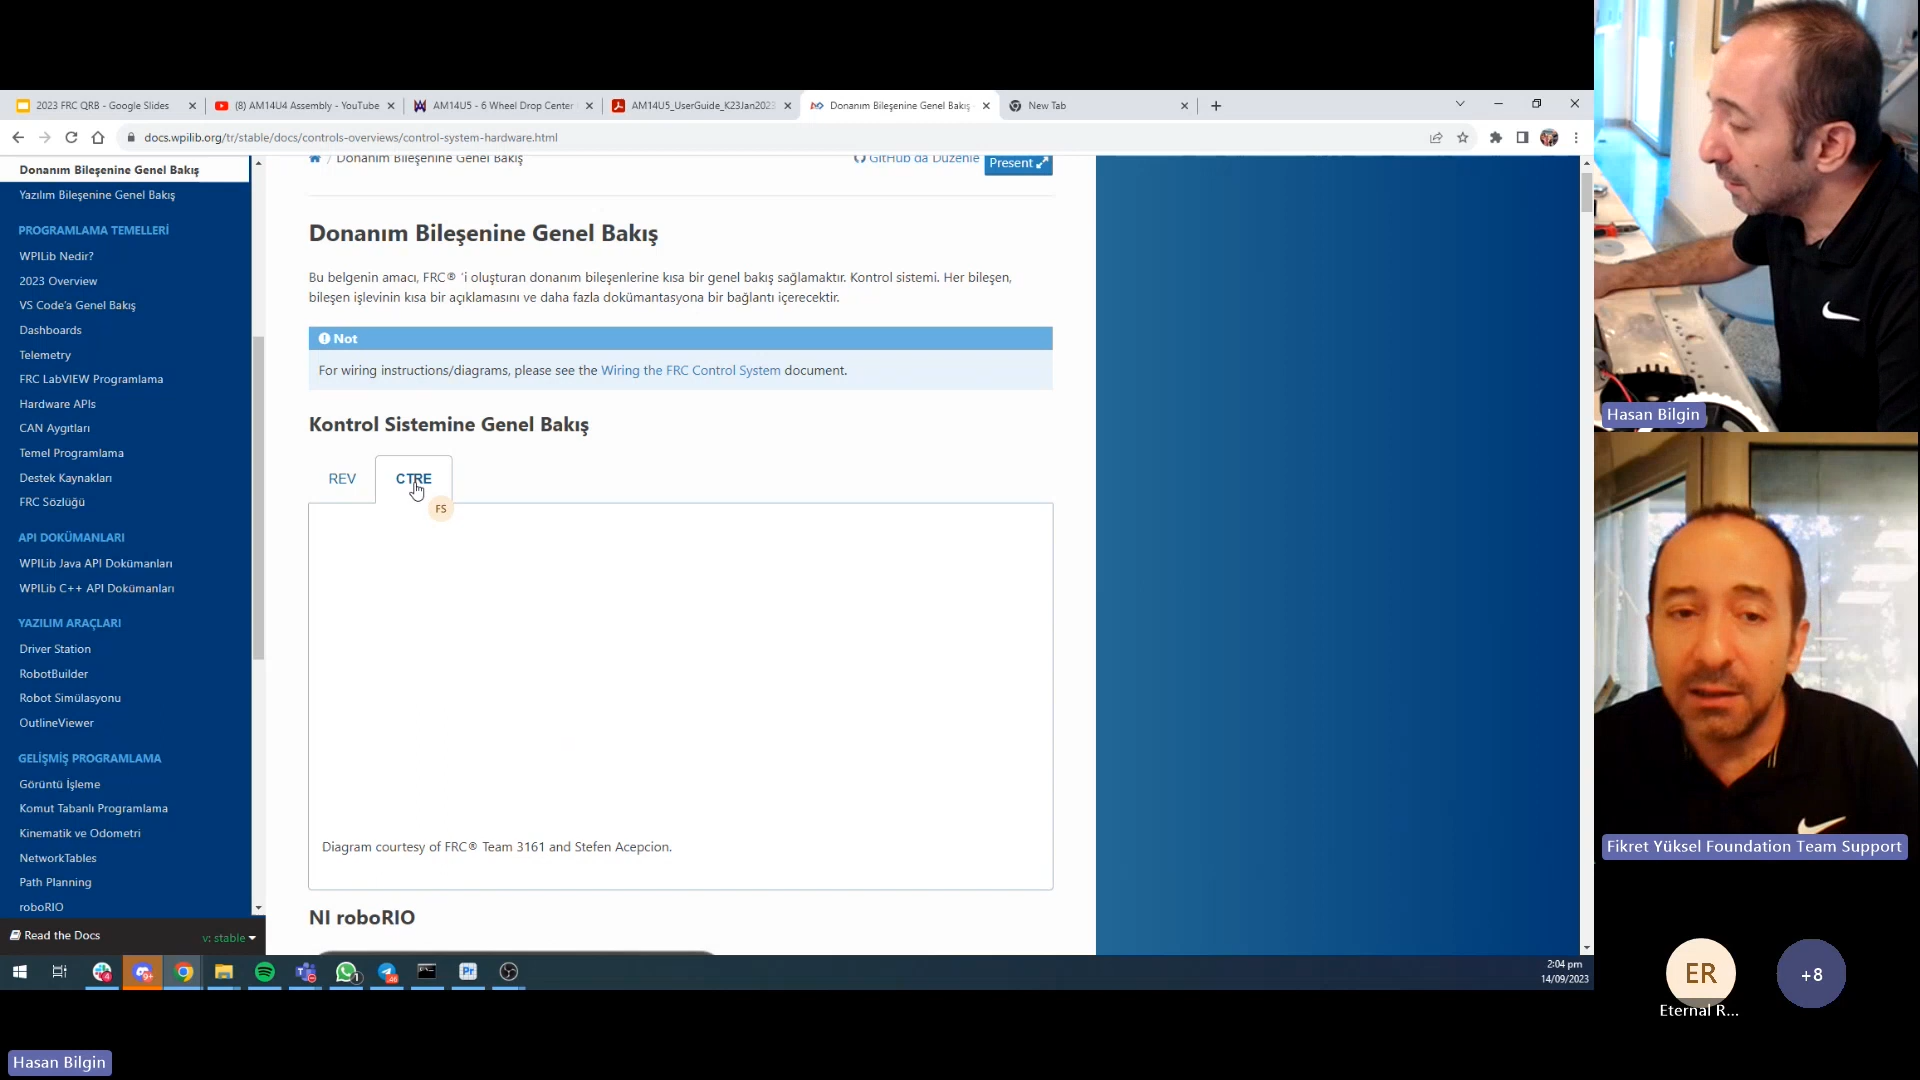 2023 FRC QRB - Google Slides
(8) AM14U4 Assembly - YouTube
AM14U5 - 6 Wheel Drop Center
AM14U5_UserGuide_K23Jan2023
Donanım Bileşenine Genel Bakış
New Tab
docs.wpilib.org/tr/stable/docs/controls-overviews/control-system-hardware.html
Donanım Bileşenine Genel Bakış
Yazılım Bileşenine Genel Bakış
PROGRAMLAMA TEMELLERİ
WPILib Nedir?
2023 Overview
VS Code'a Genel Bakış
Dashboards
Telemetry
FRC LabVIEW Programlama
Hardware APIs
CAN Aygıtları
Temel Programlama
Destek Kaynakları
FRC Sözlüğü
API DOKÜMANLARI
WPILib Java API Dokümanları
WPILib C++ API Dokümanları
YAZILIM ARAÇLARI
Driver Station
RobotBuilder
Robot Simülasyonu
OutlineViewer
GELİŞMİŞ PROGRAMLAMA
Görüntü İşleme
Komut Tabanlı Programlama
Kinematik ve Odometri
NetworkTables
Path Planning
roboRIO
Read the Docs
v: stable
/ Donanım Bileşenine Genel Bakış
GitHub'da Düzenle
Present
Donanım Bileşenine Genel Bakış
Bu belgenin amacı, FRC® 'i oluşturan donanım bileşenlerine kısa bir genel bakış sağlamaktır. Kontrol sistemi. Her bileşen,
bileşen işlevinin kısa bir açıklamasını ve daha fazla dokümantasyona bir bağlantı içerecektir.
Not
For wiring instructions/diagrams, please see the Wiring the FRC Control System document.
Kontrol Sistemine Genel Bakış
REV
CTRE
FS
Diagram courtesy of FRC® Team 3161 and Stefen Acepcion.
NI roboRIO
2:04 pm
14/09/2023
Hasan Bilgin
Fikret Yüksel Foundation Team Support
ER
+8
Eternal R...
Hasan Bilgin